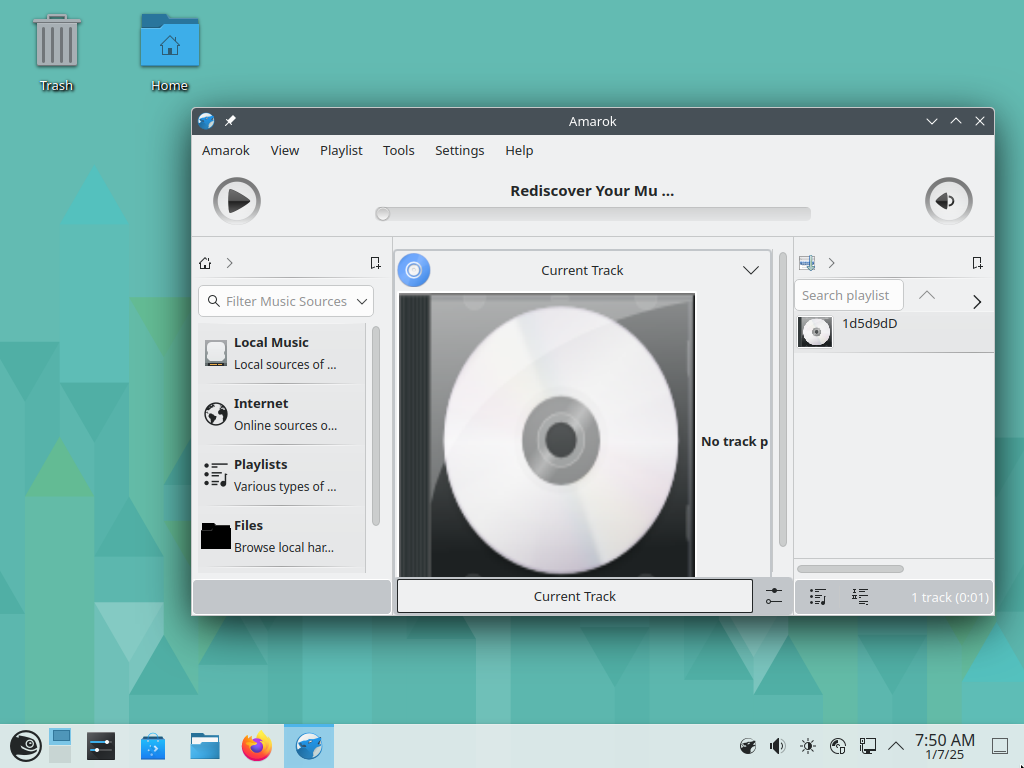 Trash
Home
Amarok
Amarok View Playlist Tools Settings Help
Rediscover Your Mu ...
Current Track
Filter Music Sources
Search playlist
1d5d9dD
Local Music
Local sources of ...
Internet
Online sources o...
Playlists
Various types of ...
Files
Browse local har...
No track p
Current Track
1 track (0:01)
7:50 AM
1/7/25